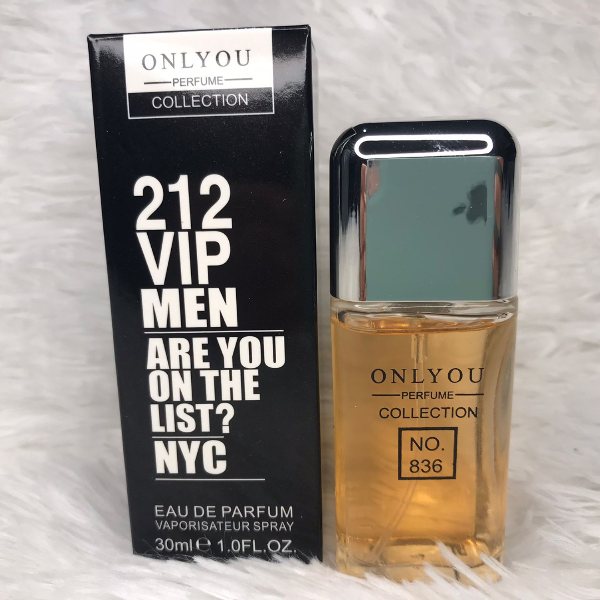 ONLYOU
PERFUME
COLLECTION
212
VIP
MEN
ARE YOU
ON THE
LIST?
NYC
EAU DE PARFUM
VAPORISATEUR SPRAY
30ml ℮ 1.0FL.OZ.
ONLYOU
PERFUME
COLLECTION
NO.
836